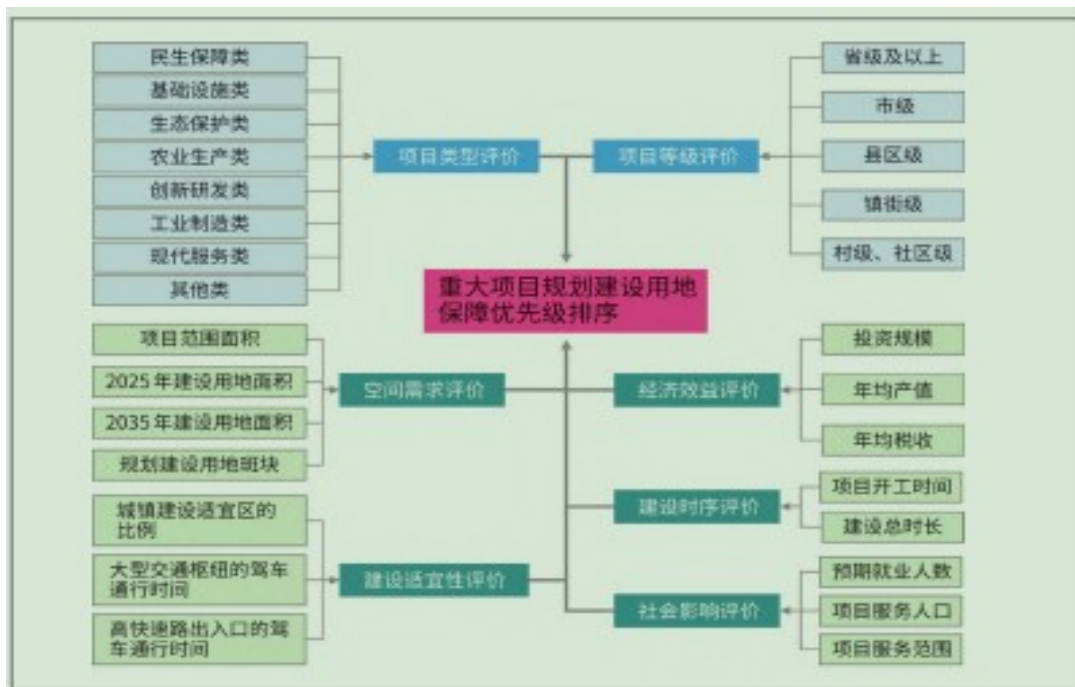 民生保障类
基础设施类
生态保护类
农业生产类
创新研发类
工业制造类
现代服务类
其他类
项目类型评价
项目等级评价
省级及以上
市级
县区级
镇街级
村级、社区级
重大项目规划建设用地
保障优先级排序
项目范围面积
2025年建设用地面积
2035年建设用地面积
规划建设用地斑块
空间需求评价
城镇建设适宜区的
比例
大型交通枢纽的驾车
通行时间
高快速路出入口的驾
车通行时间
建设适宜性评价
经济效益评价
投资规模
年均产值
年均税收
建设时序评价
项目开工时间
建设总时长
社会影响评价
预期就业人数
项目服务人口
项目服务范围